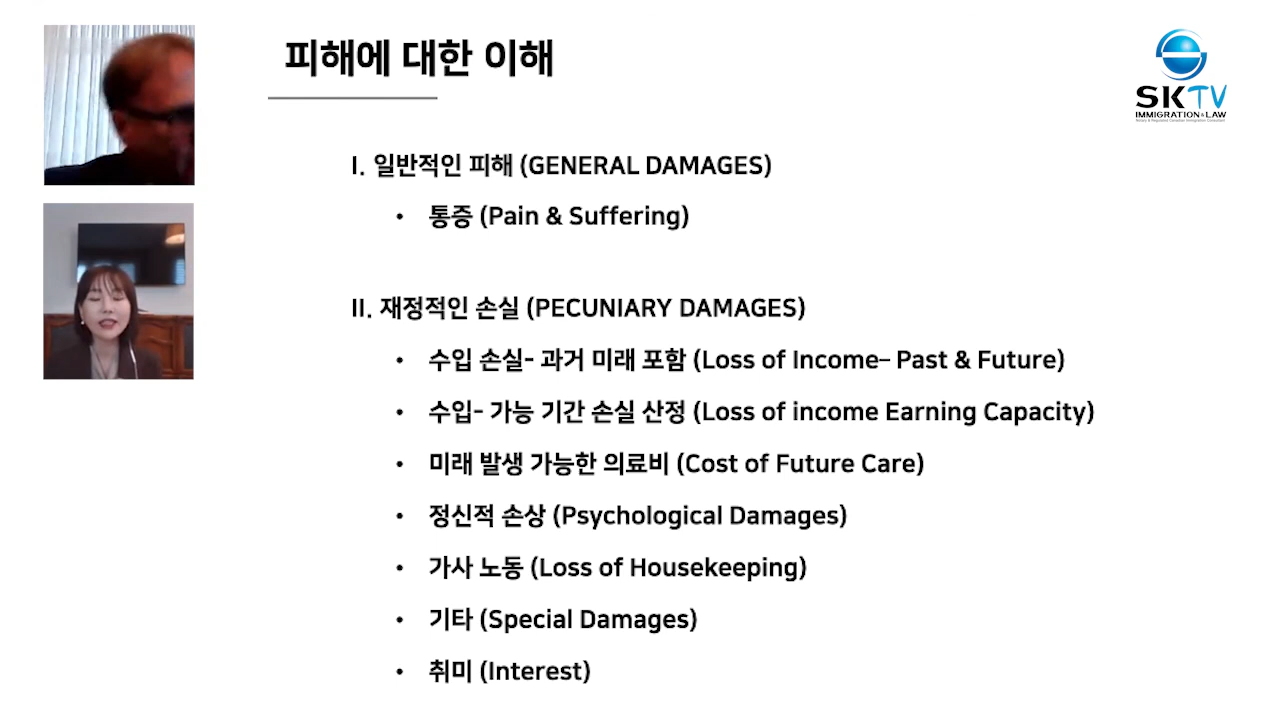 피해에 대한 이해
SKTV
IMMIGRATION & LAW
I. 일반적인 피해 (GENERAL DAMAGES)
• 통증 (Pain & Suffering)
II. 재정적인 손실 (PECUNIARY DAMAGES)
• 수입 손실- 과거 미래 포함 (Loss of Income– Past & Future)
• 수입- 가능 기간 손실 산정 (Loss of income Earning Capacity)
• 미래 발생 가능한 의료비 (Cost of Future Care)
• 정신적 손상 (Psychological Damages)
• 가사 노동 (Loss of Housekeeping)
• 기타 (Special Damages)
• 취미 (Interest)